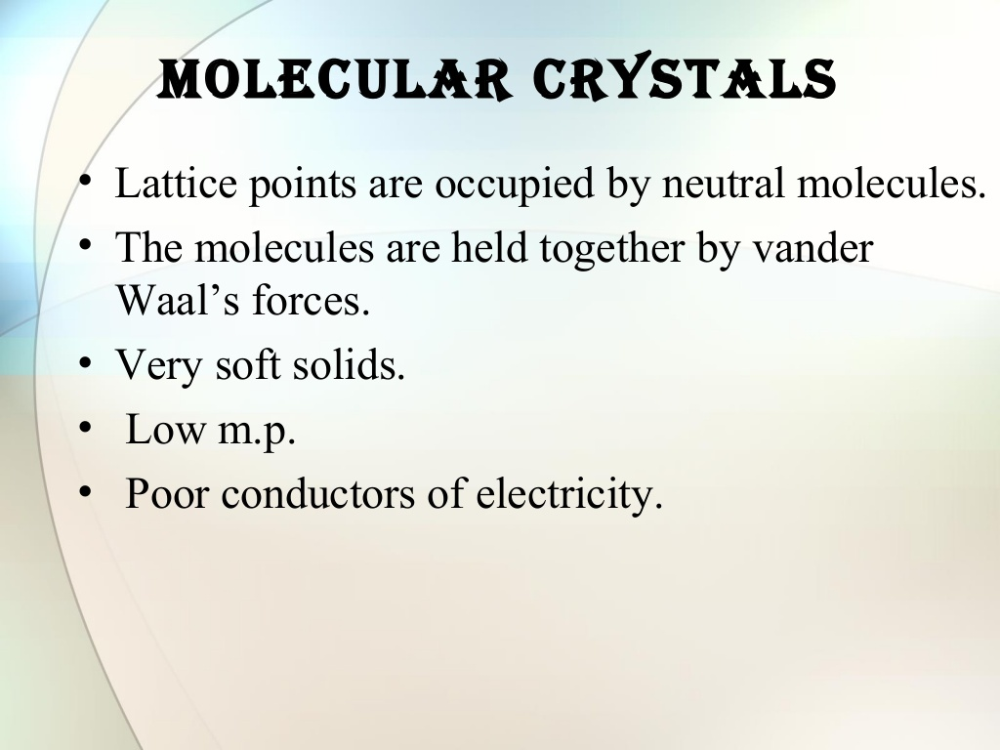 MOLECULAR CRYSTALS
• Lattice points are occupied by neutral molecules.
• The molecules are held together by vander
Waal’s forces.
• Very soft solids.
• Low m.p.
• Poor conductors of electricity.